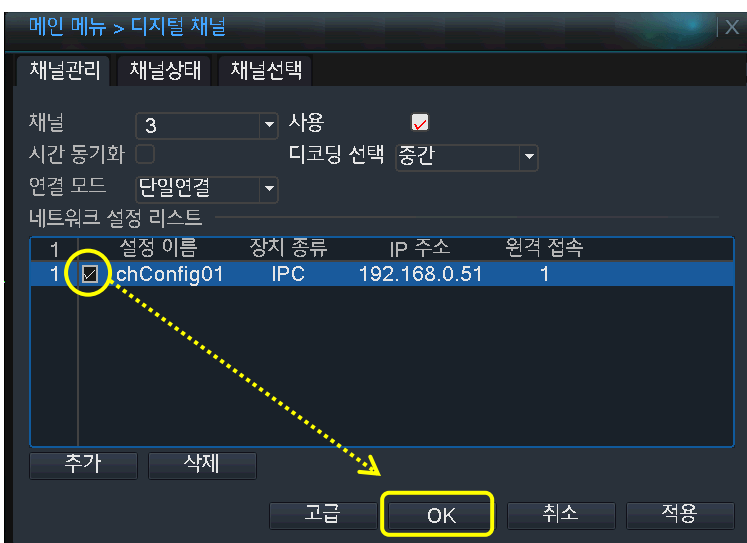 메인 메뉴 > 디지털 채널 X
채널관리 채널상태 채널선택
채널 3 사용
시간 동기화 디코딩 선택 중간
연결 모드 단일연결
네트워크 설정 리스트
1 설정 이름 장치 종류 IP 주소 원격 접속
1 chConfig01 IPC 192.168.0.51 1
추가 삭제
고급 OK 취소 적용